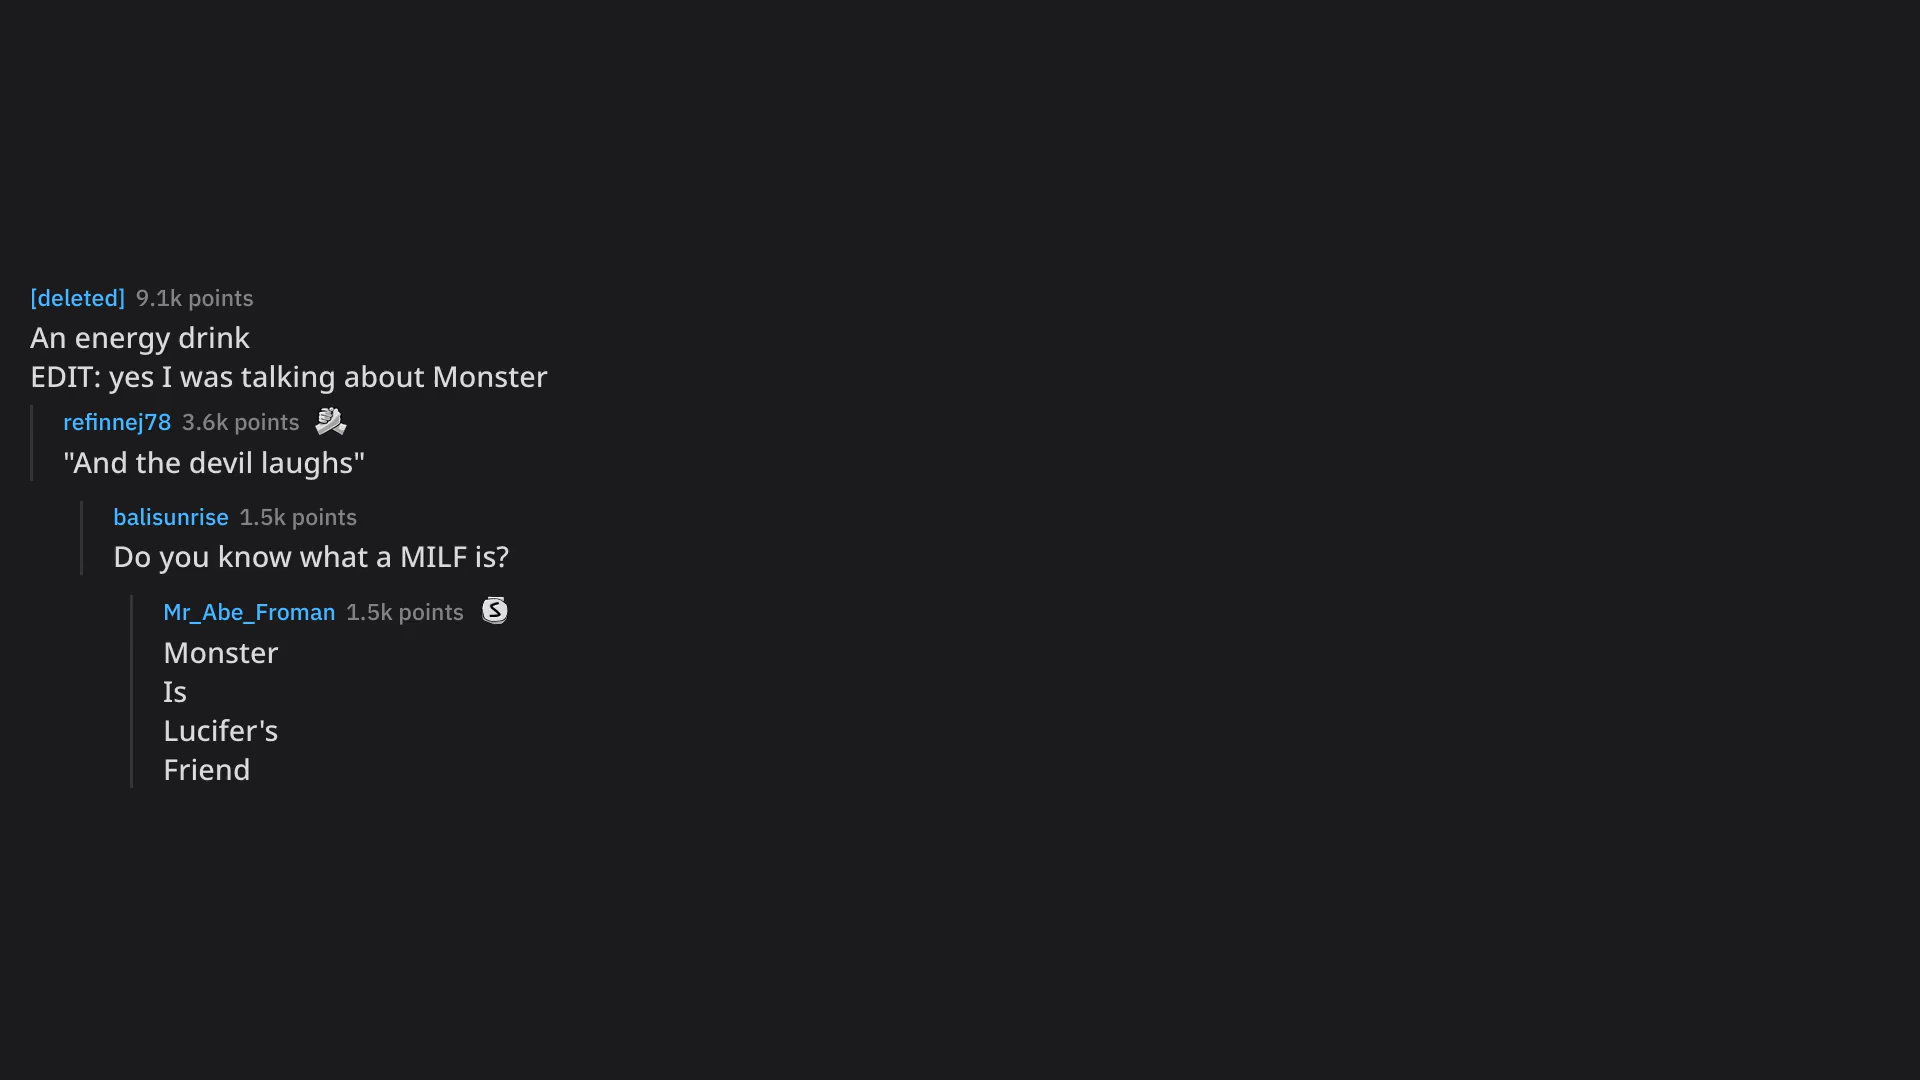 [deleted] 9.1k points
An energy drink
EDIT: yes I was talking about Monster
refinnej78 3.6k points
"And the devil laughs"
balisunrise 1.5k points
Do you know what a MILF is?
Mr_Abe_Froman 1.5k points S
Monster
Is
Lucifer's
Friend